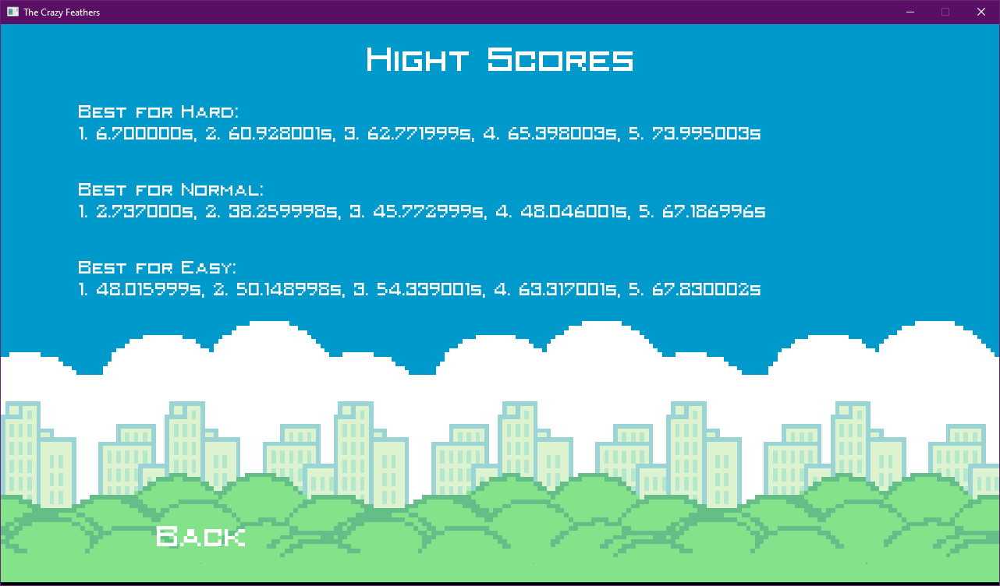 The Crazy Feathers
Hight Scores
Best for Hard:
1. 6.700000s, 2. 60.928001s, 3. 62.771999s, 4. 65.398003s, 5. 73.995003s
Best for Normal:
1. 2.737000s, 2. 38.259998s, 3. 45.772999s, 4. 48.046001s, 5. 67.186996s
Best for Easy:
1. 48.015999s, 2. 50.148998s, 3. 54.339001s, 4. 63.317001s, 5. 67.830002s
Back